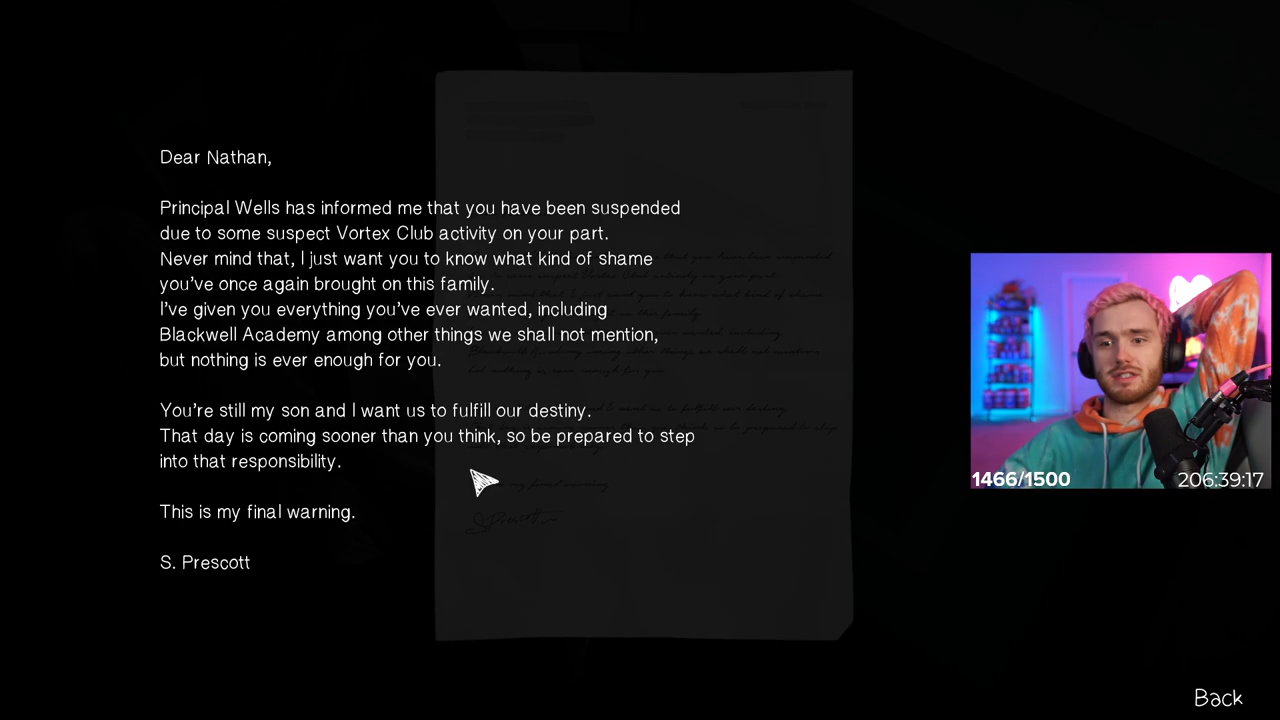 Dear Nathan,
Principal Wells has informed me that you have been suspended
due to some suspect Vortex Club activity on your part.
Never mind that, I just want you to know what kind of shame
you've once again brought on this family.
I've given you everything you've ever wanted, including
Blackwell Academy among other things we shall not mention,
but nothing is ever enough for you.
You're still my son and I want us to fulfill our destiny.
That day is coming sooner than you think, so be prepared to step
into that responsibility.
This is my final warning.
S. Prescott
1466/1500
206:39:17
Back